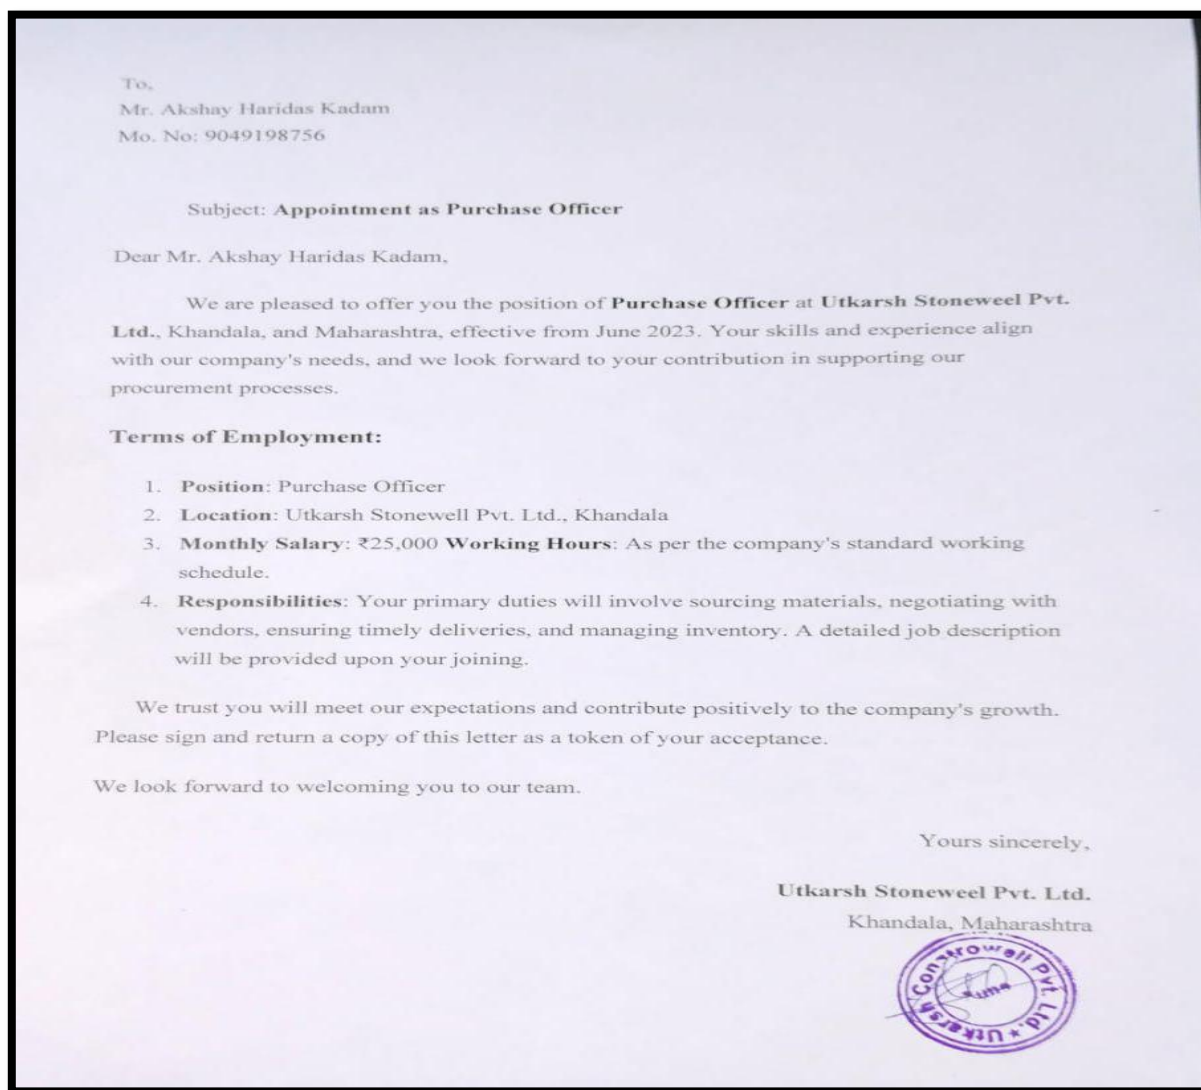 To,
Mr. Akshay Haridas Kadam
Mo. No: 9049198756
Subject: Appointment as Purchase Officer
Dear Mr. Akshay Haridas Kadam,
We are pleased to offer you the position of Purchase Officer at Utkarsh Stoneweel Pvt.
Ltd., Khandala, and Maharashtra, effective from June 2023. Your skills and experience align
with our company's needs, and we look forward to your contribution in supporting our
procurement processes.
Terms of Employment:
1. Position: Purchase Officer
2. Location: Utkarsh Stonewell Pvt. Ltd., Khandala
3. Monthly Salary: ₹25,000 Working Hours: As per the company's standard working
schedule.
4. Responsibilities: Your primary duties will involve sourcing materials, negotiating with
vendors, ensuring timely deliveries, and managing inventory. A detailed job description
will be provided upon your joining.
We trust you will meet our expectations and contribute positively to the company's growth.
Please sign and return a copy of this letter as a token of your acceptance.
We look forward to welcoming you to our team.
Yours sincerely,
Utkarsh Stoneweel Pvt. Ltd.
Khandala, Maharashtra
Utkarsh Constrowell Pvt. Ltd.